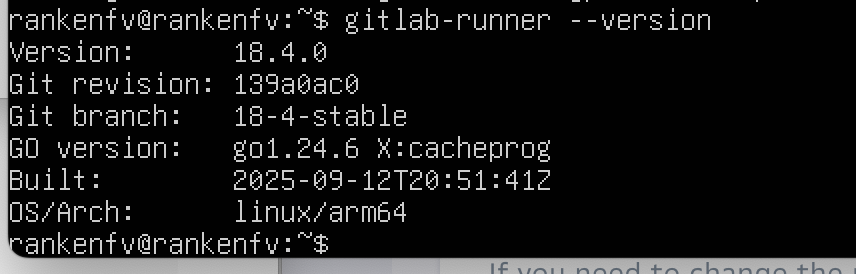 rankenfv@rankenfv:~$ gitlab-runner --version
Version:      18.4.0
Git revision: 139a0ac0
Git branch:   18-4-stable
GO version:   go1.24.6 X:cacheprog
Built:        2025-09-12T20:51:41Z
OS/Arch:      linux/arm64
rankenfv@rankenfv:~$
If you need to change the